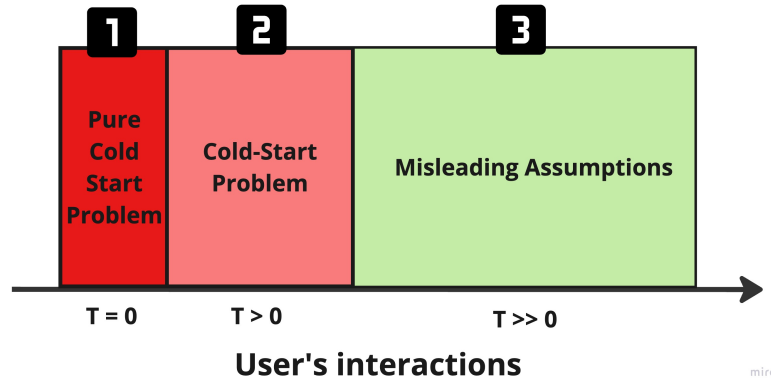 1
2
3
Pure
Cold
Start
Problem
Cold-Start
Problem
Misleading Assumptions
T = 0
T > 0
T >> 0
User's interactions